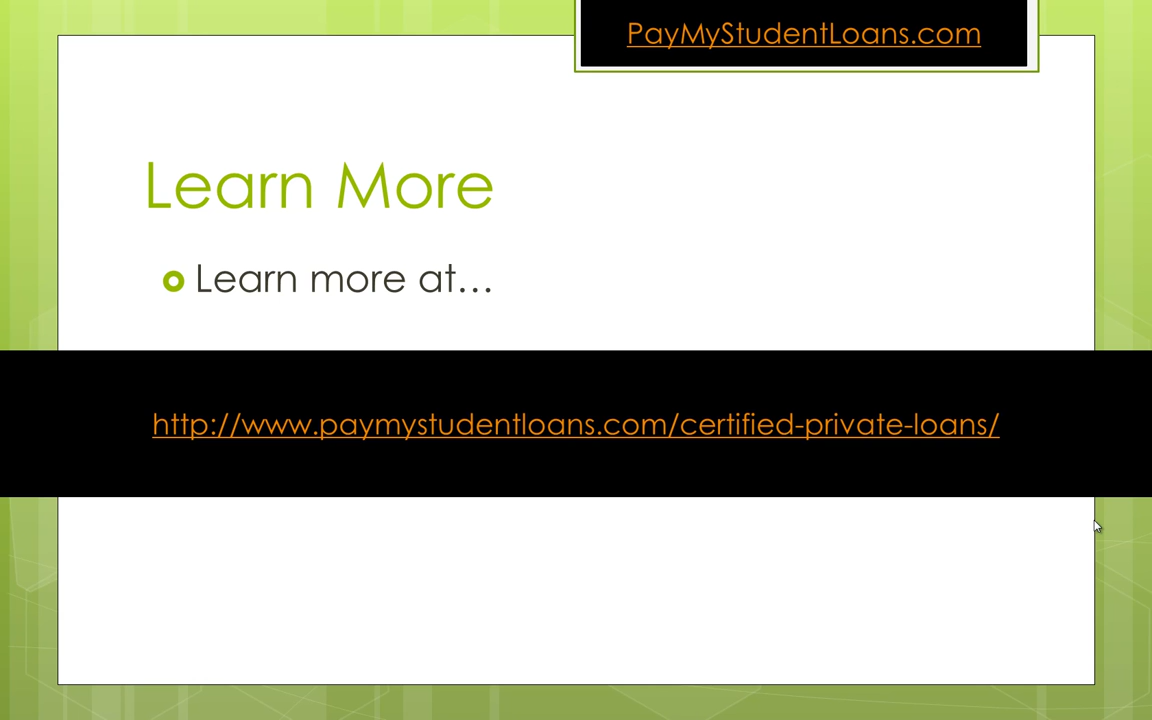 PayMyStudentLoans.com
Learn More
Learn more at…
http://www.paymystudentloans.com/certified-private-loans/